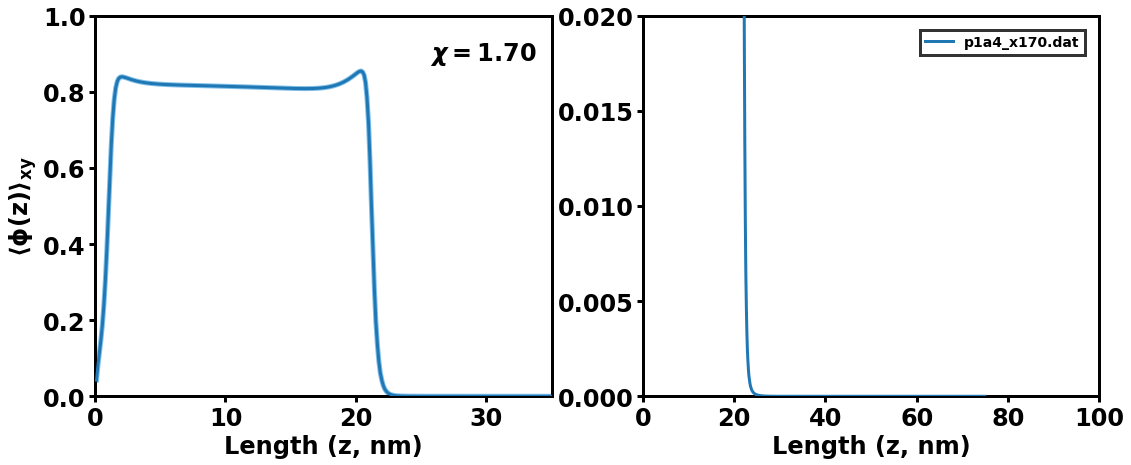 1.0
0.8
0.6
0.4
0.2
0.0
⟨ϕ(z)⟩xy
χ = 1.70
0 10 20 30
Length (z, nm)
0.020
0.015
0.010
0.005
0.000
p1a4_x170.dat
0 20 40 60 80 100
Length (z, nm)